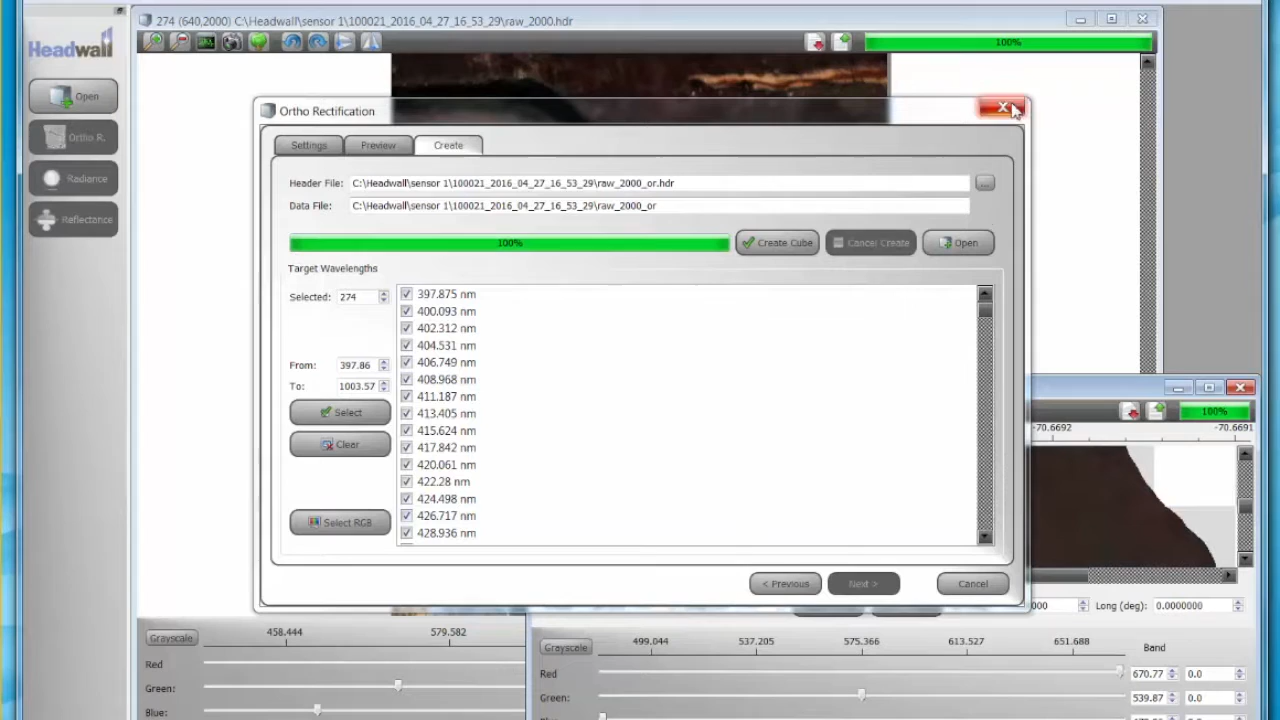 274 (640,2000) C:\Headwall\sensor 1\100021_2016_04_27_16_53_29\raw_2000.hdr
Headwall
100%
Open
Ortho R.
Radiance
Reflectance
Ortho Rectification
Settings Preview Create
Header File: C:\Headwall\sensor 1\100021_2016_04_27_16_53_29\raw_2000_or.hdr ...
Data File: C:\Headwall\sensor 1\100021_2016_04_27_16_53_29\raw_2000_or
100% Create Cube Cancel Create Open
Target Wavelengths
Selected: 274
From: 397.86
To: 1003.57
Select
Clear
Select RGB
397.875 nm
400.093 nm
402.312 nm
404.531 nm
406.749 nm
408.968 nm
411.187 nm
413.405 nm
415.624 nm
417.842 nm
420.061 nm
422.28 nm
424.498 nm
426.717 nm
428.936 nm
< Previous Next > Cancel
100%
-70.6692 -70.6691
000 Long (deg): 0.0000000
Grayscale 458.444 579.582
Red
Green:
Blue:
Grayscale 499.044 537.205 575.366 613.527 651.688 Band
Red 670.77 0.0
Green: 539.87 0.0